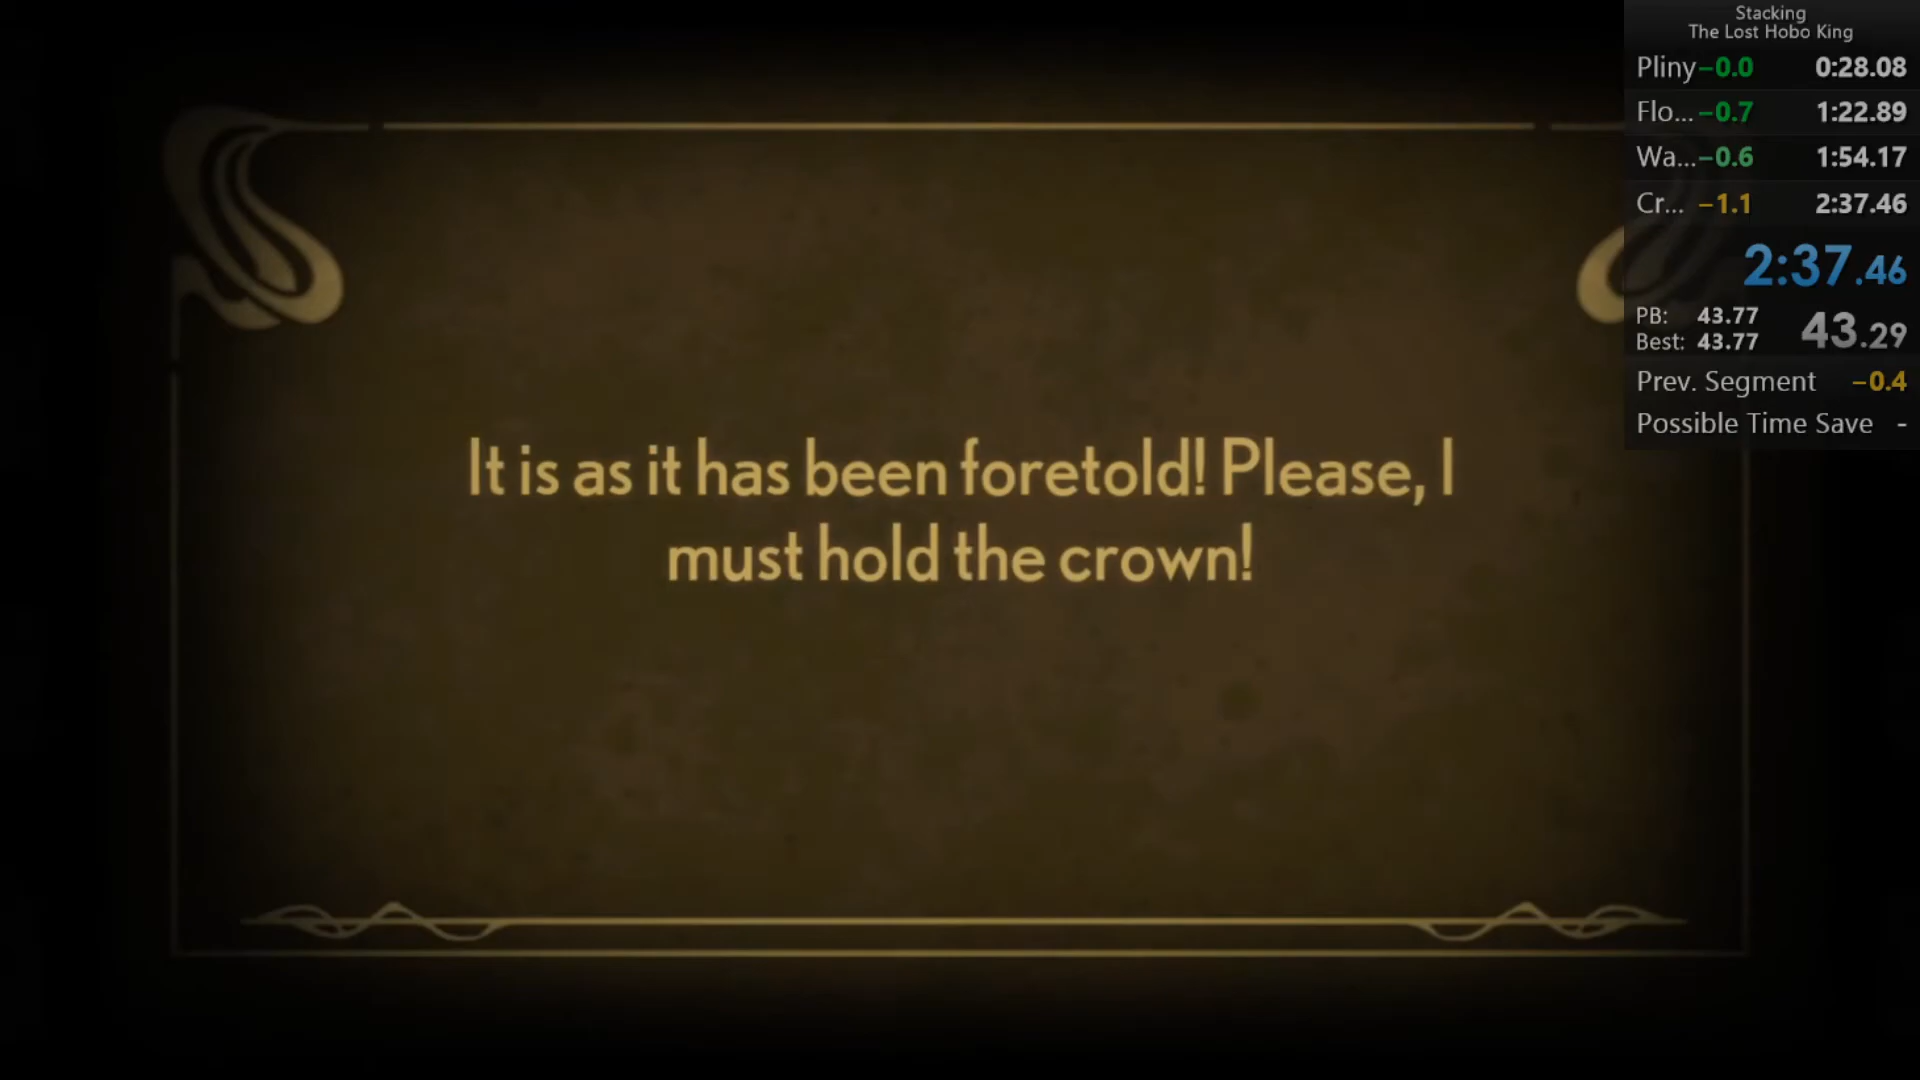 Stacking
The Lost Hobo King
Pliny −0.0 0:28.08
Flo... −0.7 1:22.89
Wa... −0.6 1:54.17
Cr... −1.1 2:37.46
2:37.46
PB: 43.77
Best: 43.77
43.29
Prev. Segment −0.4
Possible Time Save -
It is as it has been foretold! Please, I
must hold the crown!